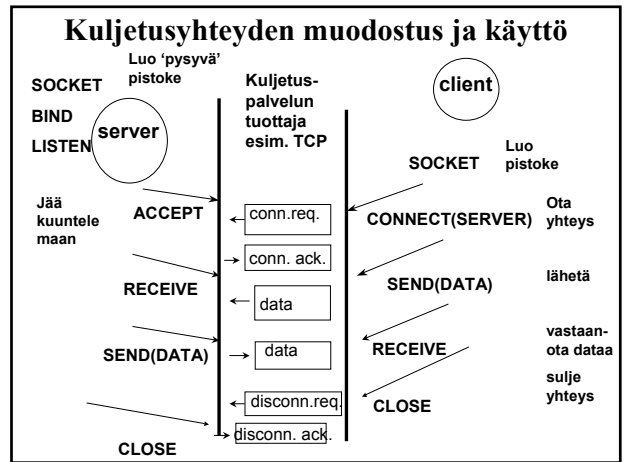 Kuljetusyhteyden muodostus ja käyttö
SOCKET
BIND
LISTEN
Luo ‘pysyvä’
pistoke
server
Kuljetus-
palvelun
tuottaja
esim. TCP
client
SOCKET
Luo
pistoke
Jää
kuuntele
maan
ACCEPT
conn.req.
CONNECT(SERVER)
Ota
yhteys
conn. ack.
RECEIVE
data
SEND(DATA)
lähetä
SEND(DATA)
data
RECEIVE
vastaan-
ota dataa
disconn.req.
CLOSE
sulje
yhteys
disconn. ack.
CLOSE